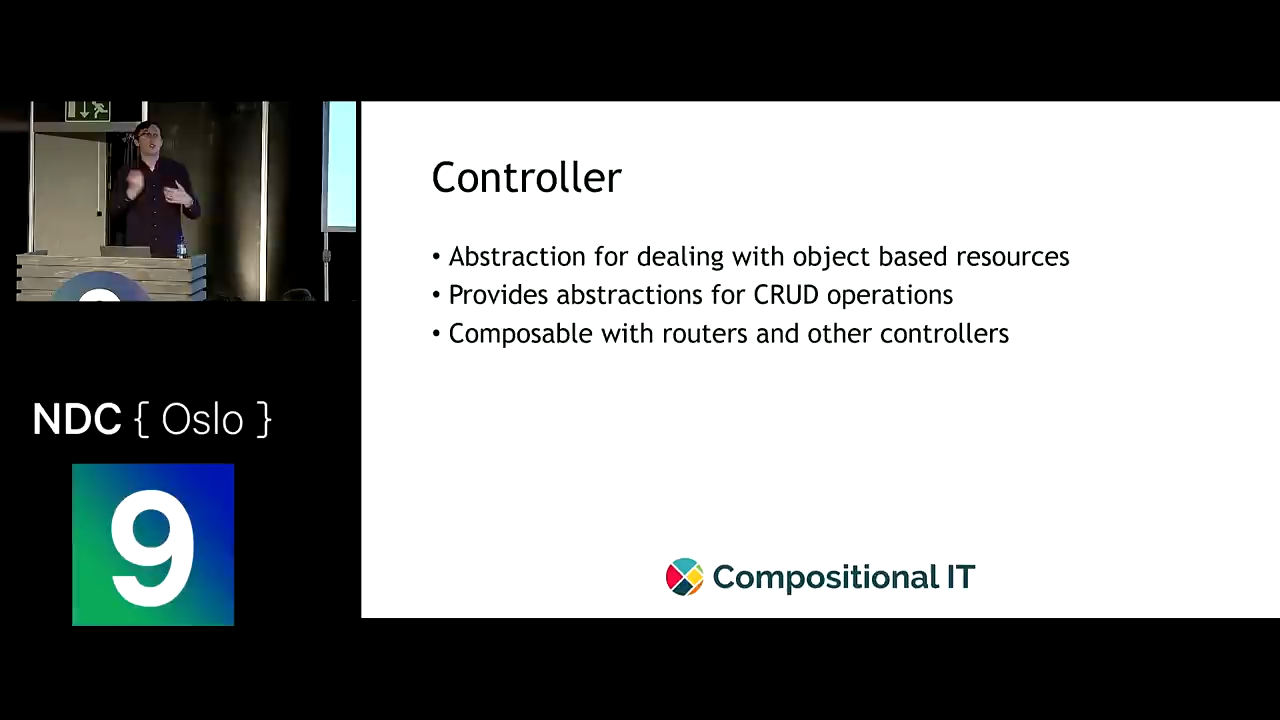 Controller
• Abstraction for dealing with object based resources
• Provides abstractions for CRUD operations
• Composable with routers and other controllers
Compositional IT
NDC { Oslo }
9